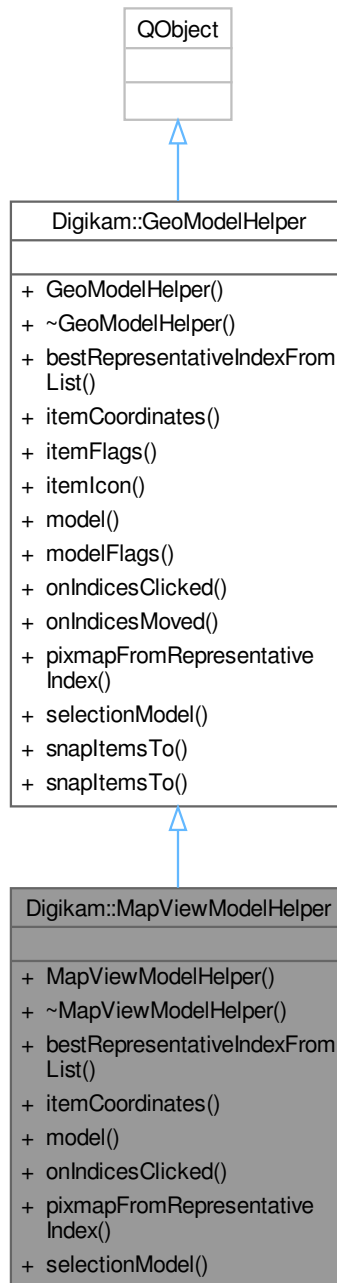 QObject
Digikam::GeoModelHelper
+ GeoModelHelper()
+ ~GeoModelHelper()
+ bestRepresentativeIndexFrom
List()
+ itemCoordinates()
+ itemFlags()
+ itemIcon()
+ model()
+ modelFlags()
+ onIndicesClicked()
+ onIndicesMoved()
+ pixmapFromRepresentative
Index()
+ selectionModel()
+ snapItemsTo()
+ snapItemsTo()
Digikam::MapViewModelHelper
+ MapViewModelHelper()
+ ~MapViewModelHelper()
+ bestRepresentativeIndexFrom
List()
+ itemCoordinates()
+ model()
+ onIndicesClicked()
+ pixmapFromRepresentative
Index()
+ selectionModel()